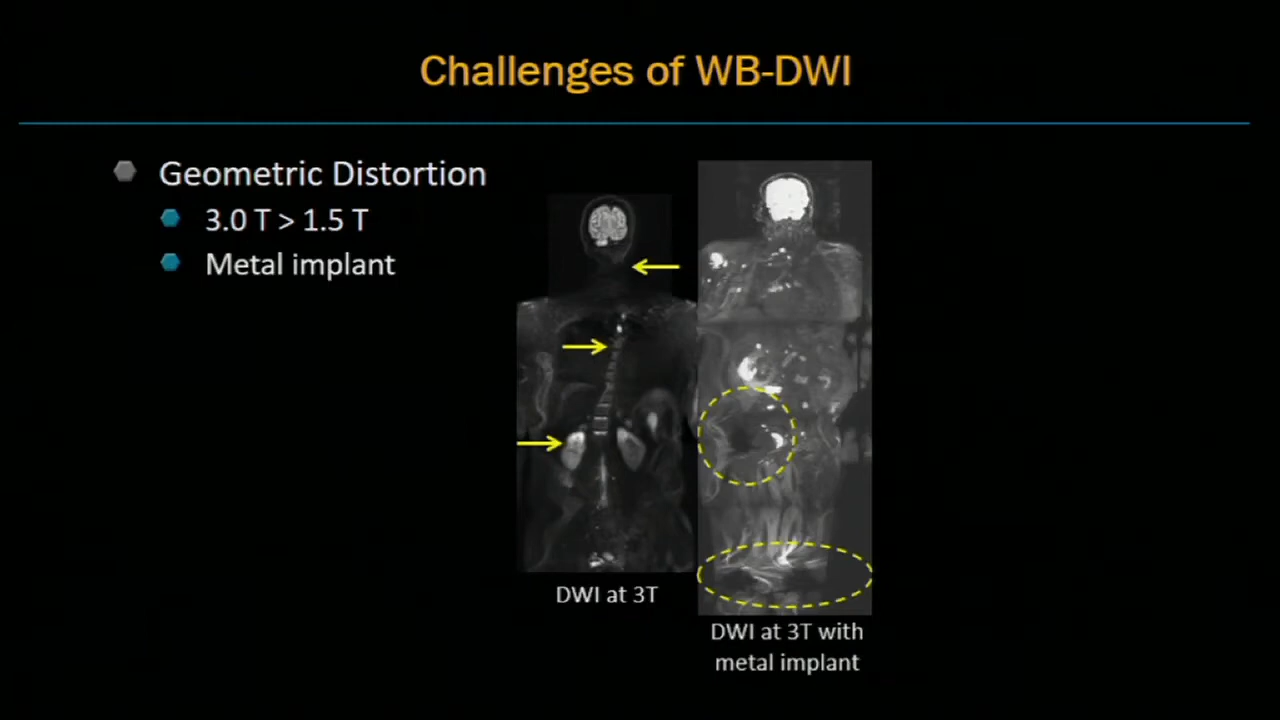 Challenges of WB-DWI
Geometric Distortion
3.0 T > 1.5 T
Metal implant
DWI at 3T
DWI at 3T with
metal implant